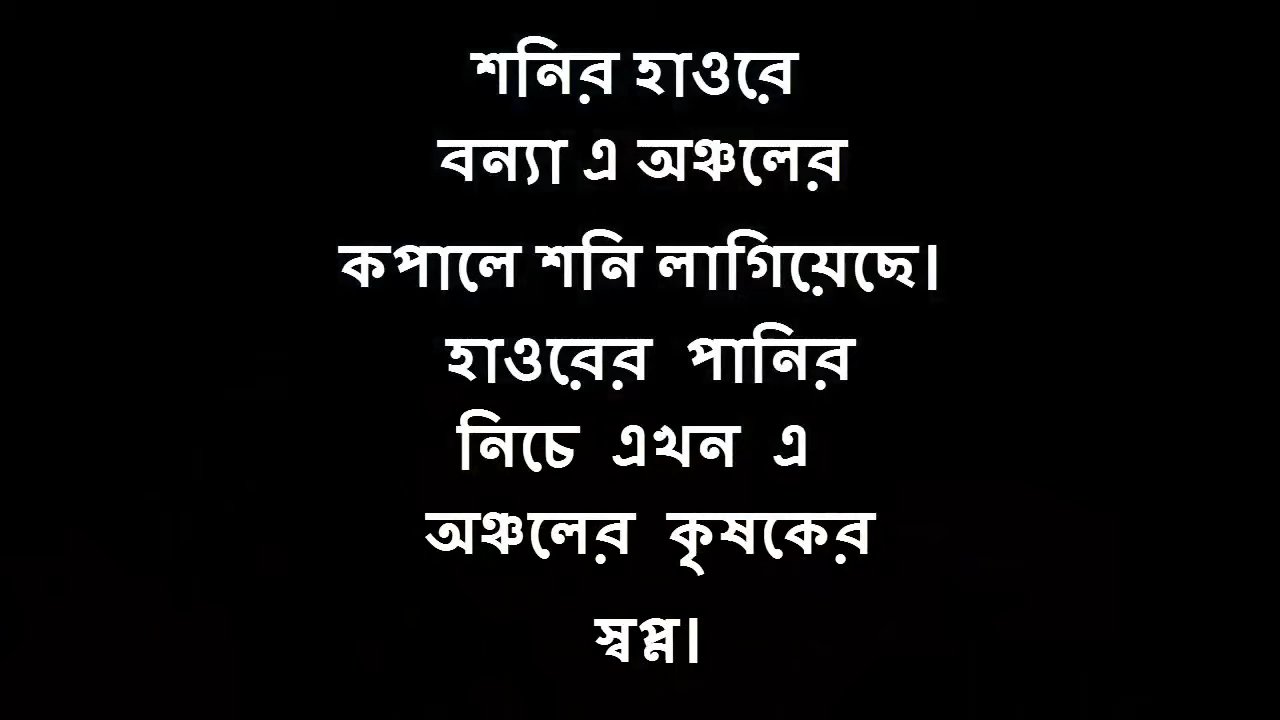 শনির হাওরে
বন্যা এ অঞ্চলের
কপালে শনি লাগিয়েছে।
হাওরের পানির
নিচে এখন এ
অঞ্চলের কৃষকের
স্বপ্ন।